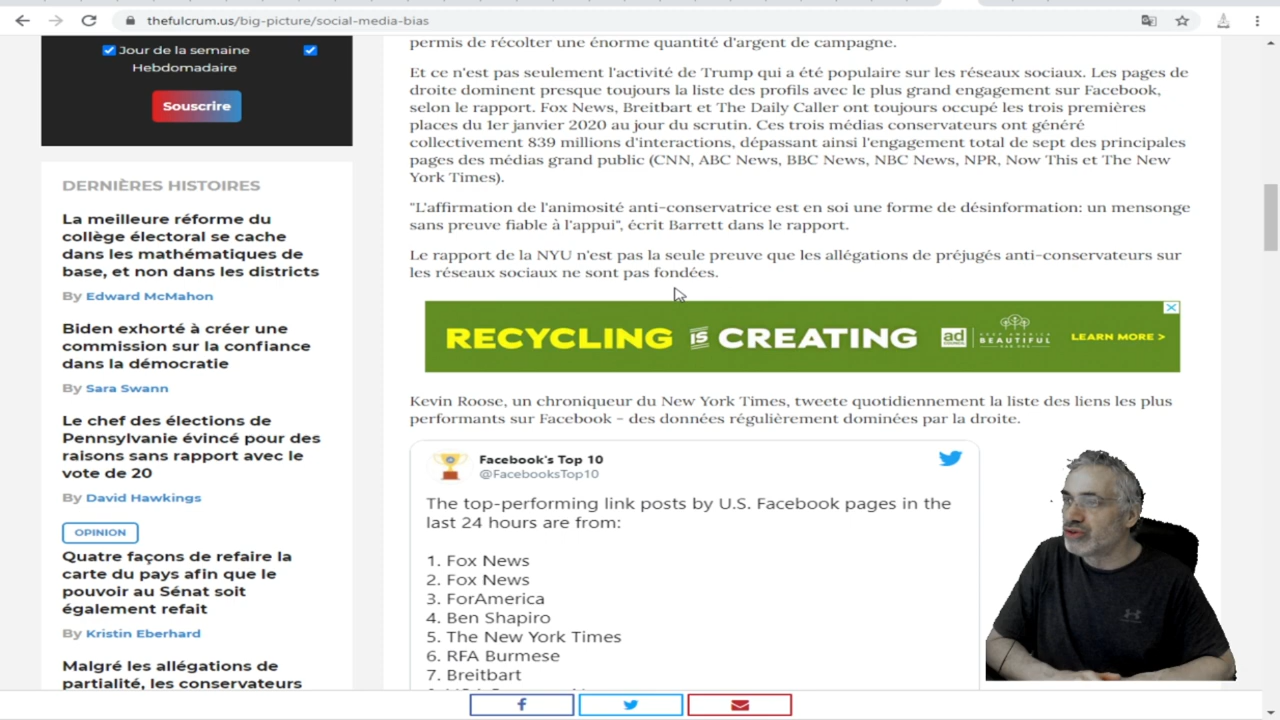 thefulcrum.us/big-picture/social-media-bias
Jour de la semaine
Hebdomadaire
Souscrire
DERNIÈRES HISTOIRES
La meilleure réforme du
collège électoral se cache
dans les mathématiques de
base, et non dans les districts
By Edward McMahon
Biden exhorté à créer une
commission sur la confiance
dans la démocratie
By Sara Swann
Le chef des élections de
Pennsylvanie évincé pour des
raisons sans rapport avec le
vote de 20
By David Hawkings
OPINION
Quatre façons de refaire la
carte du pays afin que le
pouvoir au Sénat soit
également refait
By Kristin Eberhard
Malgré les allégations de
partialité, les conservateurs
permis de récolter une énorme quantité d'argent de campagne.
Et ce n'est pas seulement l'activité de Trump qui a été populaire sur les réseaux sociaux. Les pages de
droite dominent presque toujours la liste des profils avec le plus grand engagement sur Facebook,
selon le rapport. Fox News, Breitbart et The Daily Caller ont toujours occupé les trois premières
places du 1er janvier 2020 au jour du scrutin. Ces trois médias conservateurs ont généré
collectivement 839 millions d'interactions, dépassant ainsi l'engagement total de sept des principales
pages des médias grand public (CNN, ABC News, BBC News, NBC News, NPR, Now This et The New
York Times).
"L'affirmation de l'animosité anti-conservatrice est en soi une forme de désinformation: un mensonge
sans preuve fiable à l'appui", écrit Barrett dans le rapport.
Le rapport de la NYU n'est pas la seule preuve que les allégations de préjugés anti-conservateurs sur
les réseaux sociaux ne sont pas fondées.
RECYCLING IS CREATING ad COUNCIL KEEP AMERICA BEAUTIFUL LEARN MORE >
Kevin Roose, un chroniqueur du New York Times, tweete quotidiennement la liste des liens les plus
performants sur Facebook - des données régulièrement dominées par la droite.
Facebook's Top 10
@FacebooksTop10
The top-performing link posts by U.S. Facebook pages in the
last 24 hours are from:
1. Fox News
2. Fox News
3. ForAmerica
4. Ben Shapiro
5. The New York Times
6. RFA Burmese
7. Breitbart